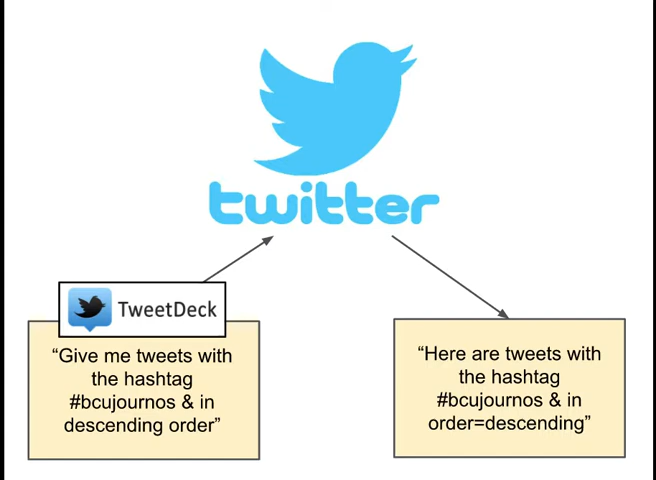 twitter
TweetDeck
“Give me tweets with
the hashtag
#bcujournos & in
descending order”
“Here are tweets with
the hashtag
#bcujournos & in
order=descending”